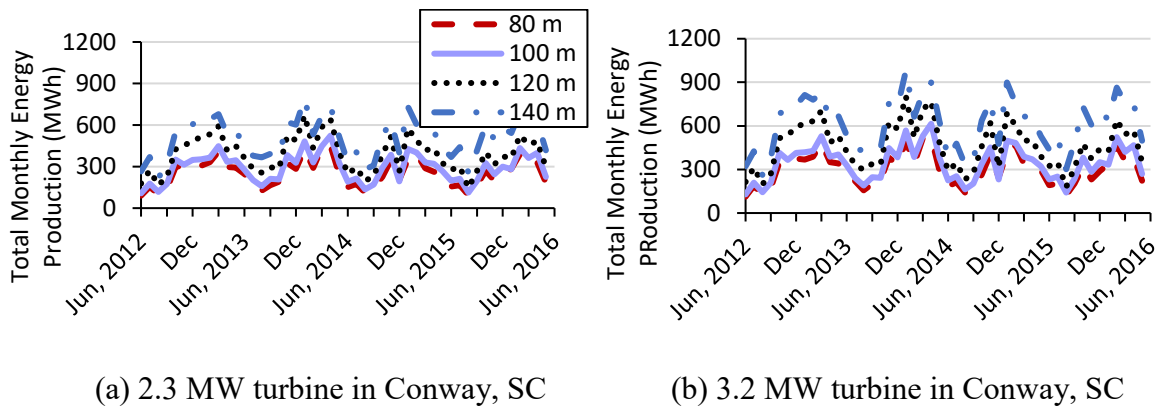 80 m
100 m
120 m
140 m
Total Monthly Energy
Production (MWh)
1200
900
600
300
0
Jun, 2012
Dec
Jun, 2013
Dec
Jun, 2014
Dec
Jun, 2015
Dec
Jun, 2016
(a) 2.3 MW turbine in Conway, SC
Total Monthly Energy
PRoduction (MWh)
1200
900
600
300
0
Jun, 2012
Dec
Jun, 2013
Dec
Jun, 2014
Dec
Jun, 2015
Dec
Jun, 2016
(b) 3.2 MW turbine in Conway, SC